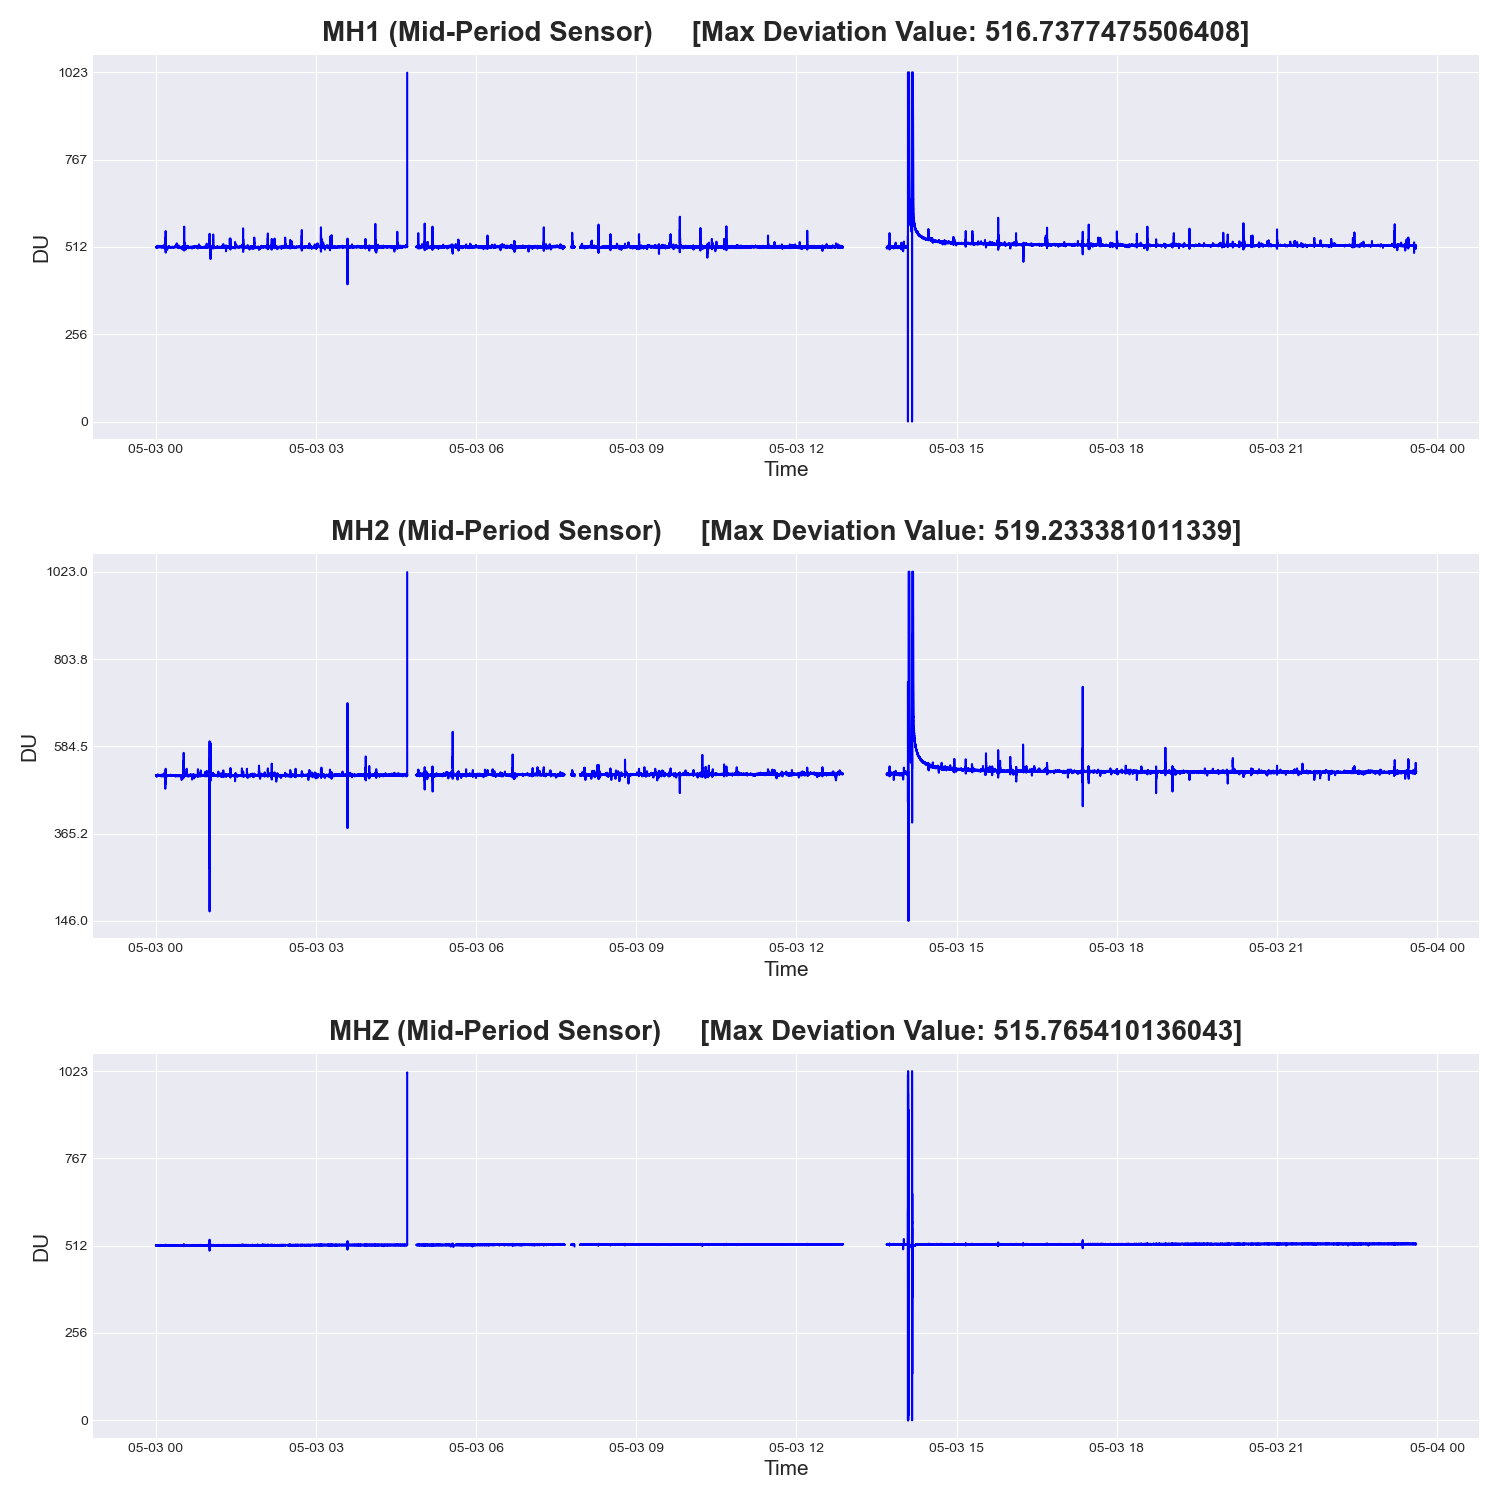 MH1 (Mid-Period Sensor) [Max Deviation Value: 516.7377475506408]
1023
767
512
256
0
DU
05-03 00 05-03 03 05-03 06 05-03 09 05-03 12 05-03 15 05-03 18 05-03 21 05-04 00
Time
MH2 (Mid-Period Sensor) [Max Deviation Value: 519.233381011339]
1023.0
803.8
584.5
365.2
146.0
DU
05-03 00 05-03 03 05-03 06 05-03 09 05-03 12 05-03 15 05-03 18 05-03 21 05-04 00
Time
MHZ (Mid-Period Sensor) [Max Deviation Value: 515.765410136043]
1023
767
512
256
0
DU
05-03 00 05-03 03 05-03 06 05-03 09 05-03 12 05-03 15 05-03 18 05-03 21 05-04 00
Time